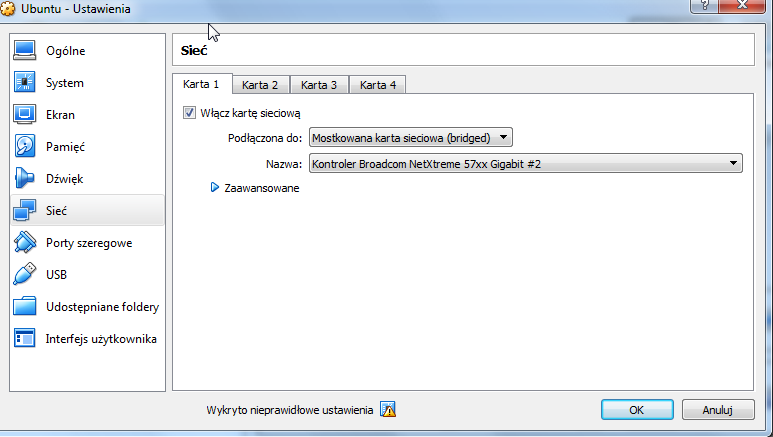 Ubuntu - Ustawienia
?
Ogólne
System
Ekran
Pamięć
Dźwięk
Sieć
Porty szeregowe
USB
Udostępniane foldery
Interfejs użytkownika
Sieć
Karta 1 Karta 2 Karta 3 Karta 4
Włącz kartę sieciową
Podłączona do: Mostkowana karta sieciowa (bridged)
Nazwa: Kontroler Broadcom NetXtreme 57xx Gigabit #2
Zaawansowane
Wykryto nieprawidłowe ustawienia
OK Anuluj